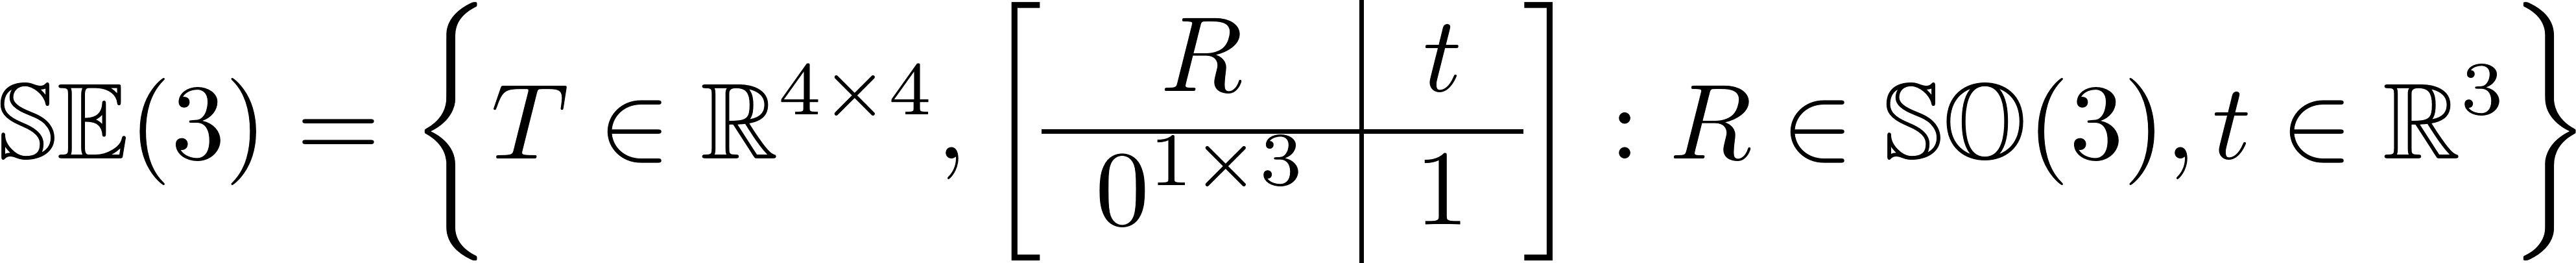 𝕊𝔼(3) = { T ∈ ℝ^{4×4}, [ R | t ; 0^{1×3} | 1 ] : R ∈ 𝕊𝕆(3), t ∈ ℝ^3 }